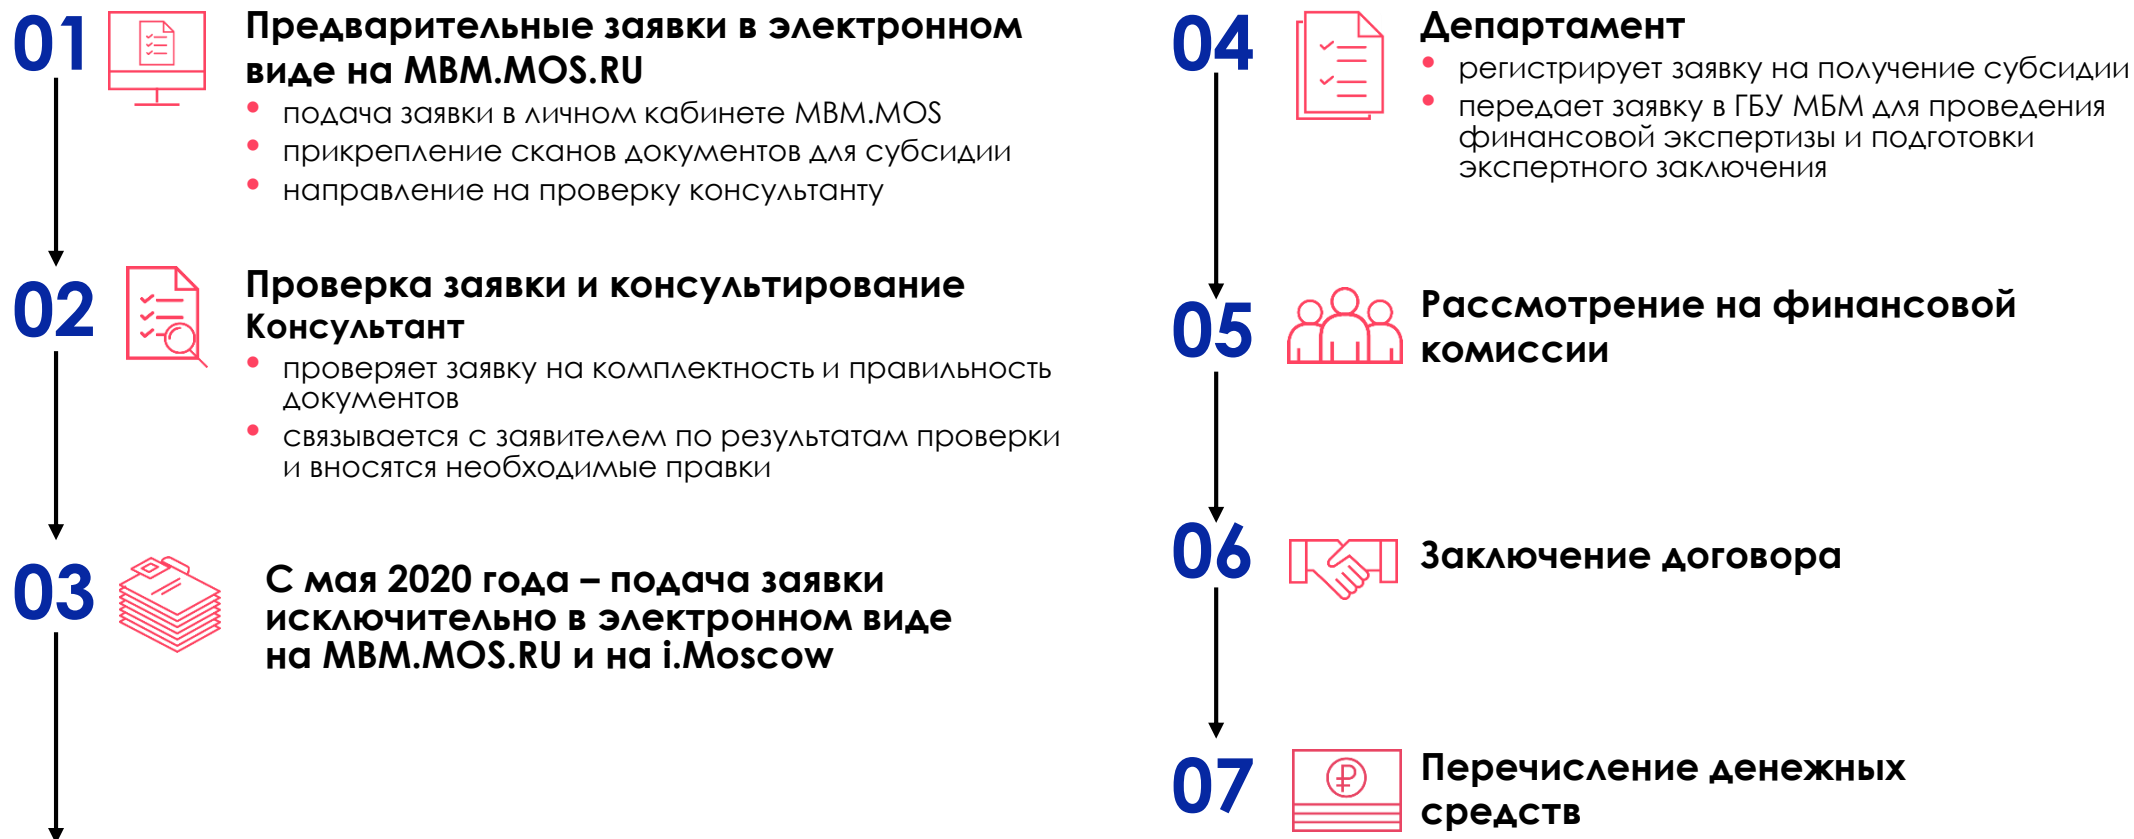 01
Предварительные заявки в электронном
виде на MBM.MOS.RU
• подача заявки в личном кабинете MBM.MOS
• прикрепление сканов документов для субсидии
• направление на проверку консультанту
02
Проверка заявки и консультирование
Консультант
• проверяет заявку на комплектность и правильность
документов
• связывается с заявителем по результатам проверки
и вносятся необходимые правки
03
С мая 2020 года – подача заявки
исключительно в электронном виде
на MBM.MOS.RU и на i.Moscow
04
Департамент
• регистрирует заявку на получение субсидии
• передает заявку в ГБУ МБМ для проведения
финансовой экспертизы и подготовки
экспертного заключения
05
Рассмотрение на финансовой
комиссии
06
Заключение договора
07
₽
Перечисление денежных
средств